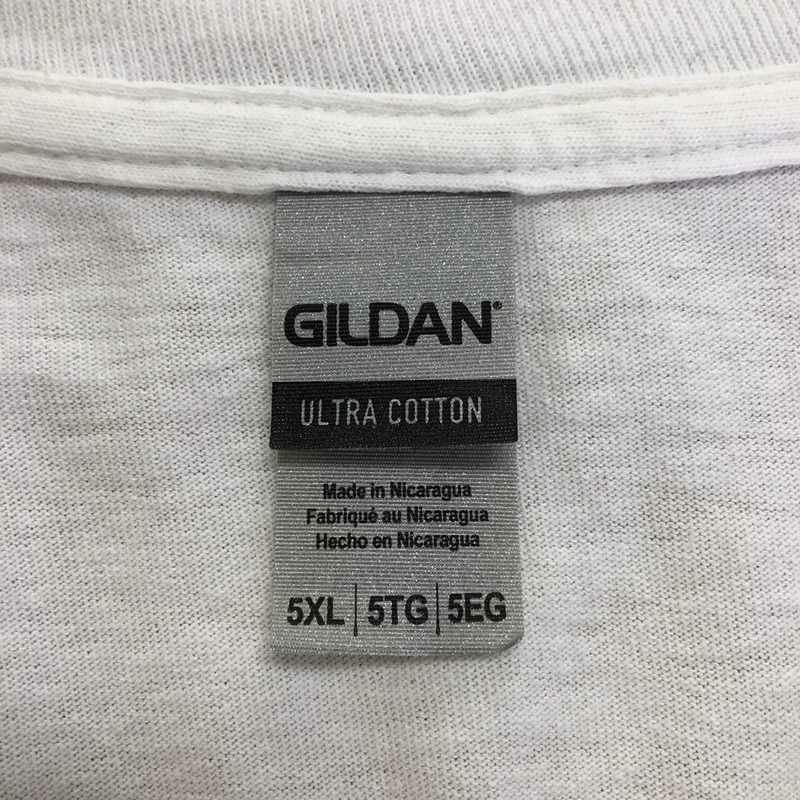 GILDAN®
ULTRA COTTON
Made in Nicaragua
Fabriqué au Nicaragua
Hecho en Nicaragua
5XL | 5TG | 5EG